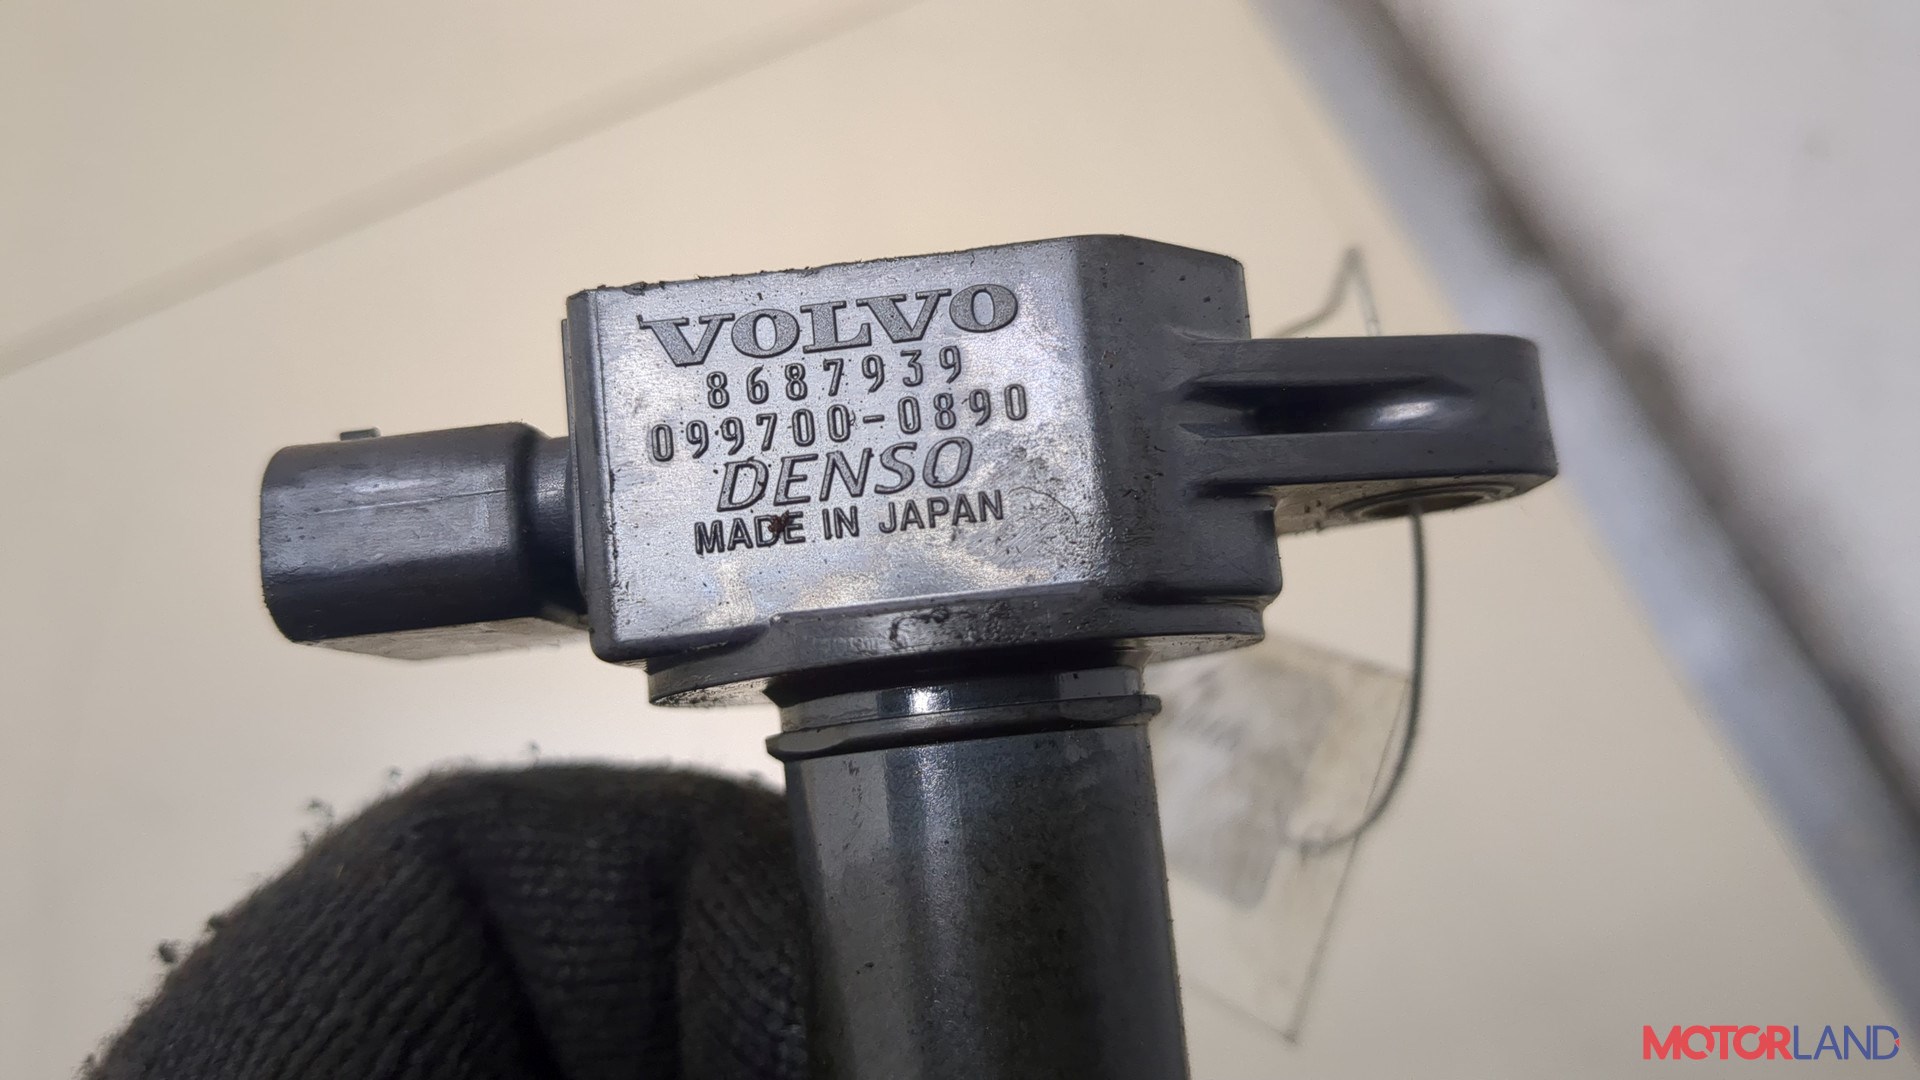 VOLVO
8687939
099700-0890
DENSO
MADE IN JAPAN
MOTORLAND